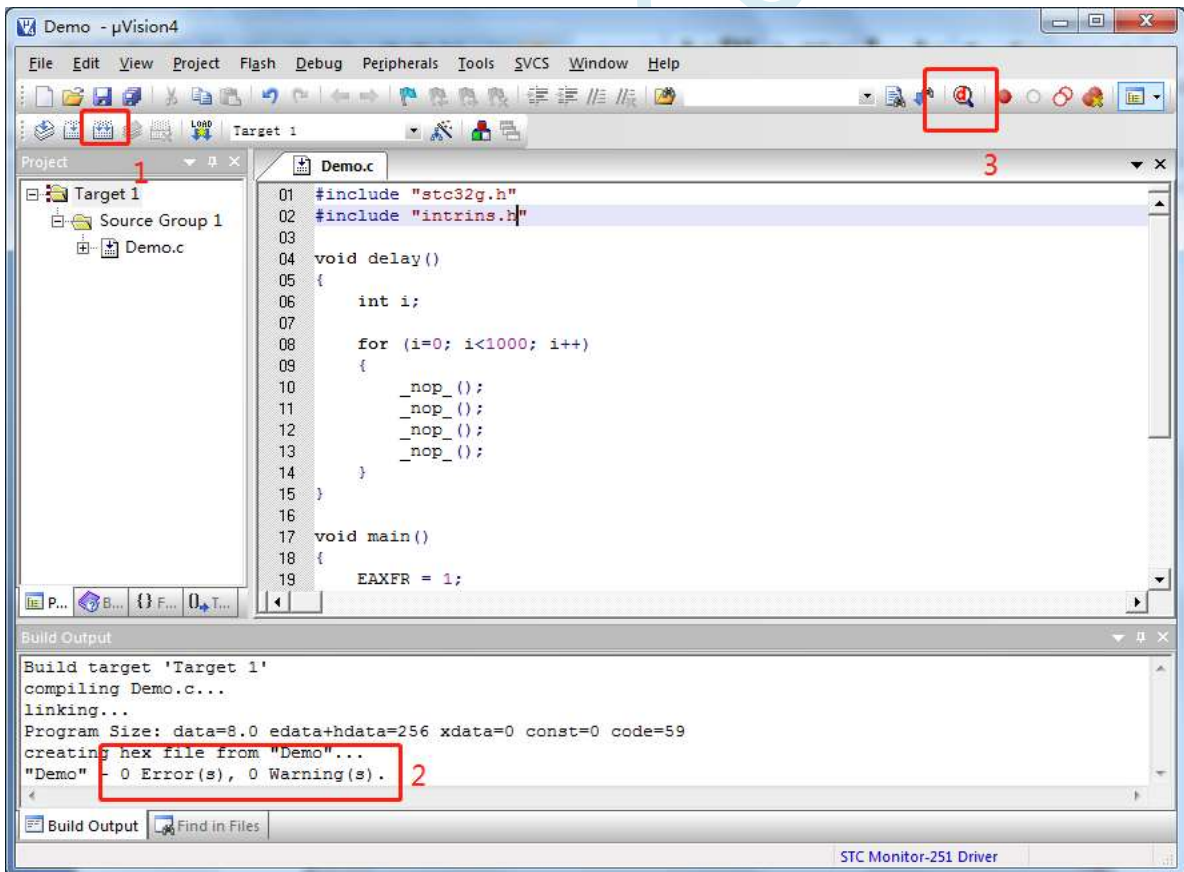 Demo - µVision4
File Edit View Project Flash Debug Peripherals Tools SVCS Window Help
LOAD Target 1
1
3
Project
Demo.c
Target 1
Source Group 1
Demo.c
01 #include "stc32g.h"
02 #include "intrins.h"
03
04 void delay()
05 {
06 int i;
07
08 for (i=0; i<1000; i++)
09 {
10 _nop_();
11 _nop_();
12 _nop_();
13 _nop_();
14 }
15 }
16
17 void main()
18 {
19 EAXFR = 1;
P... B... {} F... 0 T...
Build Output
Build target 'Target 1'
compiling Demo.c...
linking...
Program Size: data=8.0 edata+hdata=256 xdata=0 const=0 code=59
creating hex file from "Demo"...
"Demo" - 0 Error(s), 0 Warning(s).
2
Build Output Find in Files
STC Monitor-251 Driver